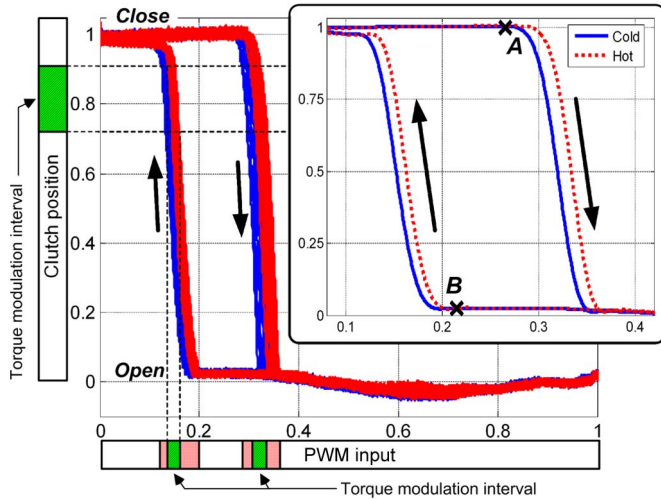 Close
Open
1
0.8
0.6
0.4
0.2
0
0
0.2
0.4
0.6
0.8
1
Clutch position
Torque modulation interval
PWM input
Torque modulation interval
A
B
Cold
Hot
1
0.75
0.5
0.25
0
0.1
0.2
0.3
0.4